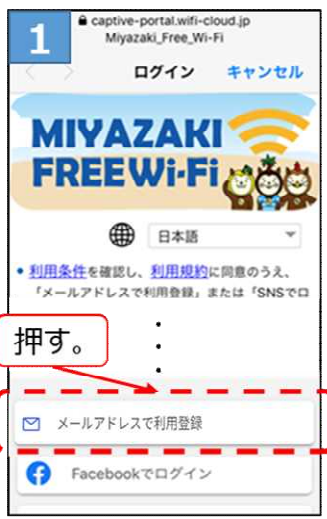 1
captive-portal.wifi-cloud.jp
Miyazaki_Free_Wi-Fi
ログイン キャンセル
MIYAZAKI
FREE Wi-Fi
日本語
• 利用条件を確認し、利用規約に同意のうえ、
「メールアドレスで利用登録」または「SNSでロ
押す。
メールアドレスで利用登録
Facebookでログイン